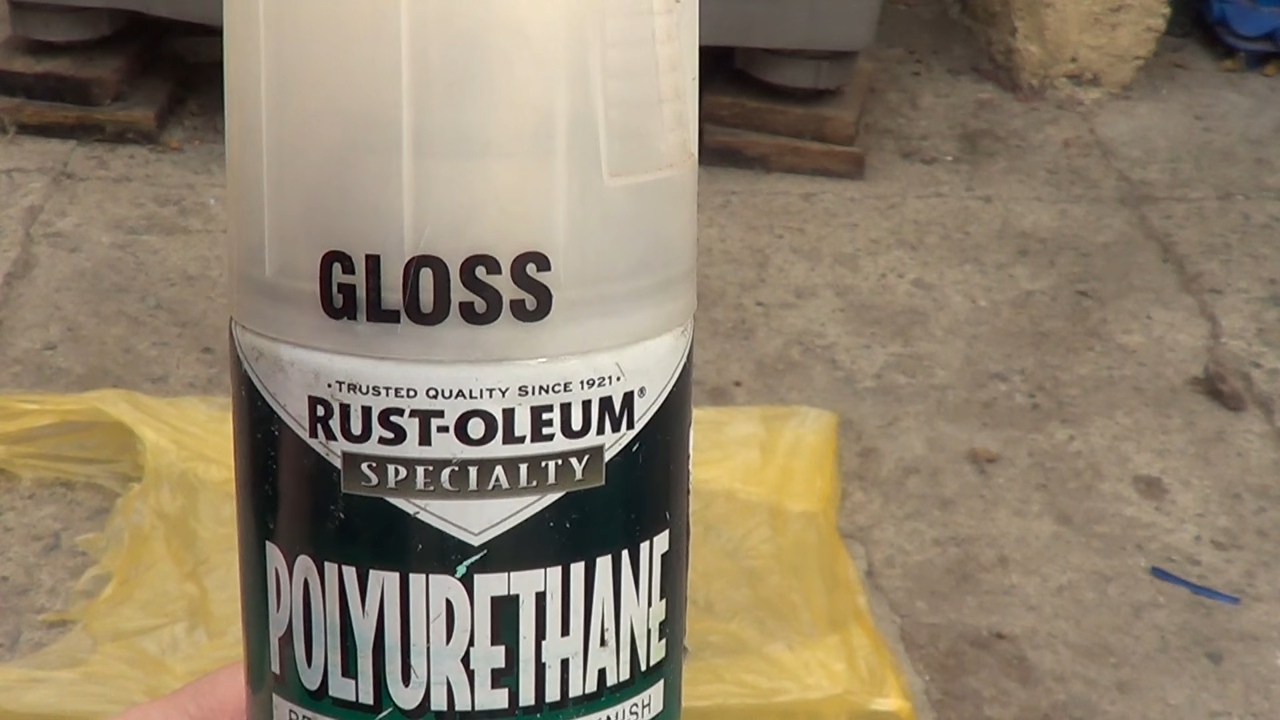 GLOSS
·TRUSTED QUALITY SINCE 1921·
RUST-OLEUM®
SPECIALTY
POLYURETHANE